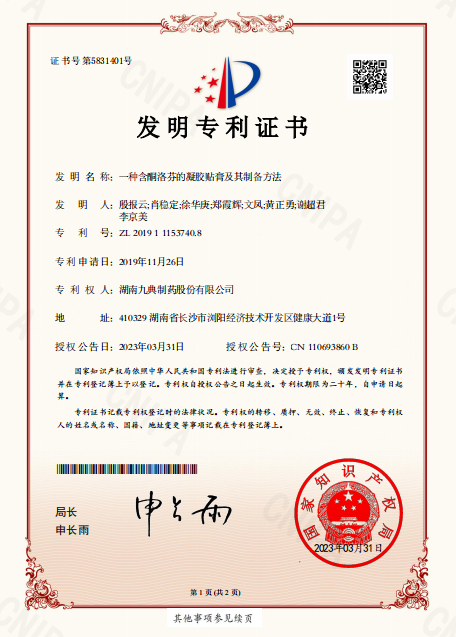 证书号第5831401号
发明专利证书
发明名称：一种含酮洛芬的凝胶贴膏及其制备方法
发明人：殷报云;肖稳定;徐华庚;郑霞辉;文凤;黄正勇;谢超君
李京美
专利号：ZL 2019 1 1153740.8
专利申请日：2019年11月26日
专利权人：湖南九典制药股份有限公司
地址：410329 湖南省长沙市浏阳经济技术开发区健康大道1号
授权公告日：2023年03月31日 授权公告号：CN 110693860 B
国家知识产权局依照中华人民共和国专利法进行审查，决定授予专利权，颁发发明专利证书
并在专利登记簿上予以登记。专利权自授权公告之日起生效。专利权期限为二十年，自申请日起
算。
专利证书记载专利权登记时的法律状况。专利权的转移、质押、无效、终止、恢复和专利权
人的姓名或名称、国籍、地址变更等事项记载在专利登记簿上。
局长
申长雨
申长雨
国家知识产权局
2023年03月31日
第 1 页 (共 2 页)
其他事项参见续页
CNIPA